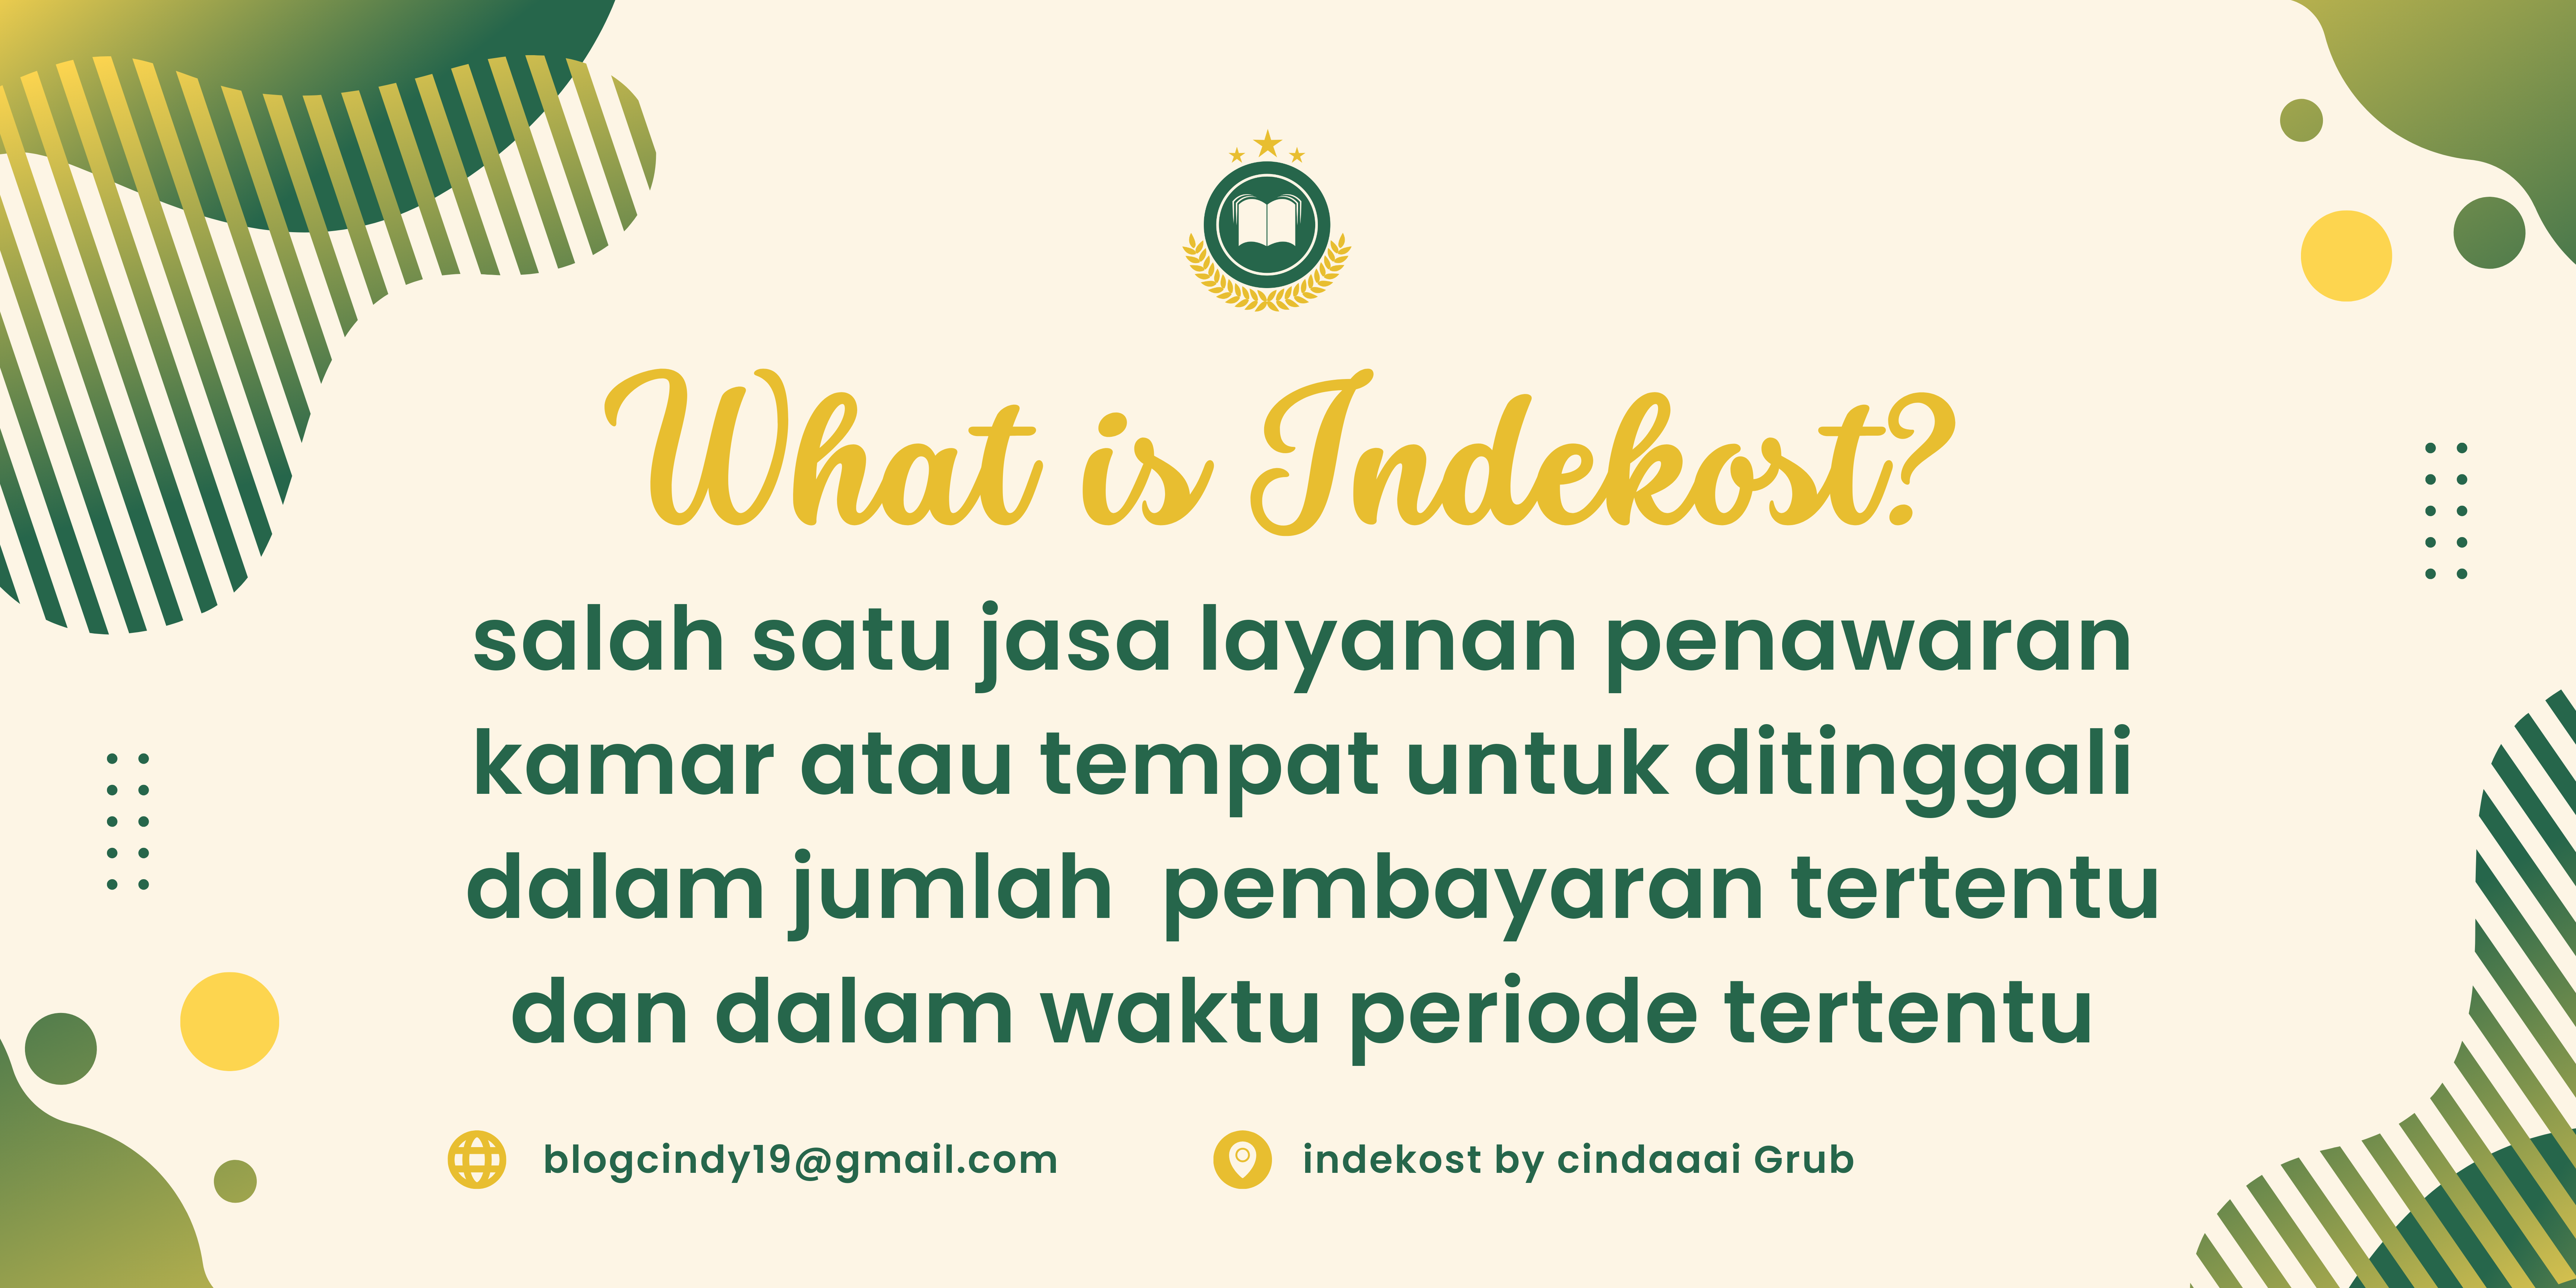 What is Indekost?
salah satu jasa layanan penawaran
kamar atau tempat untuk ditinggali
dalam jumlah  pembayaran tertentu
dan dalam waktu periode tertentu
blogcindy19@gmail.com
indekost by cindaaai Grub